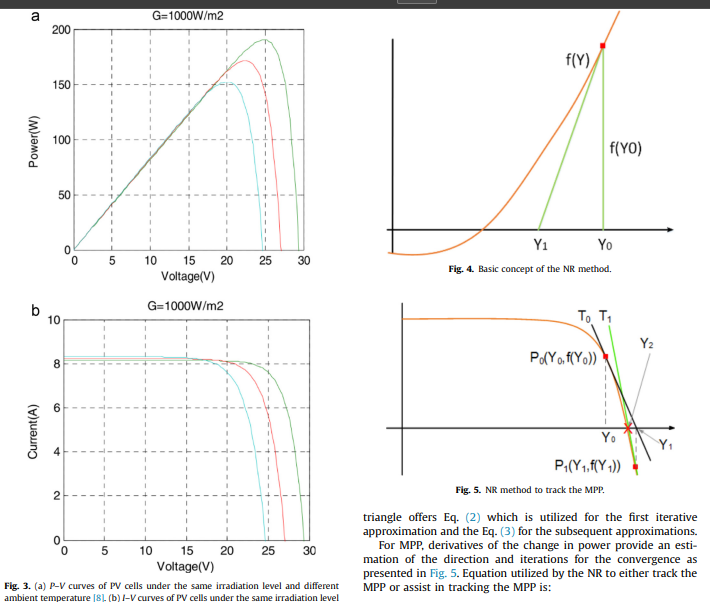 a
G=1000W/m2
200
150
100
50
0
Power(W)
0 5 10 15 20 25 30
Voltage(V)
b
G=1000W/m2
10
8
6
4
2
0
Current(A)
0 5 10 15 20 25 30
Voltage(V)
Fig. 3. (a) P–V curves of PV cells under the same irradiation level and different
ambient temperature [8]. (b) I–V curves of PV cells under the same irradiation level
f(Y)
f(Y0)
Y1 Yo
Fig. 4. Basic concept of the NR method.
To T1
Y2
Po(Yo,f(Yo))
Yo
Y1
P1(Y1,f(Y1))
Fig. 5. NR method to track the MPP.
triangle offers Eq. (2) which is utilized for the first iterative
approximation and the Eq. (3) for the subsequent approximations.
For MPP, derivatives of the change in power provide an esti-
mation of the direction and iterations for the convergence as
presented in Fig. 5. Equation utilized by the NR to either track the
MPP or assist in tracking the MPP is: